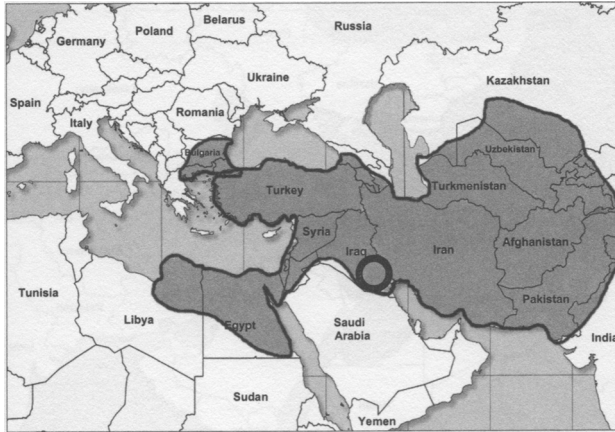 Belarus
Russia
Germany
Poland
Ukraine
Kazakhstan
Spain
Romania
Italy
Bulgaria
Uzbekistan
Turkey
Turkmenistan
Syria
Iraq
Iran
Afghanistan
Pakistan
Tunisia
Libya
Egypt
Saudi
Arabia
India
Sudan
Yemen